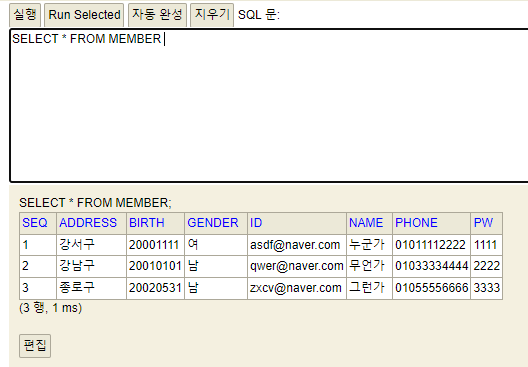 실행 Run Selected 자동 완성 지우기 SQL 문:
SELECT * FROM MEMBER
SELECT * FROM MEMBER;
SEQ ADDRESS BIRTH GENDER ID NAME PHONE PW
1 강서구 20001111 여 asdf@naver.com 누군가 01011112222 1111
2 강남구 20010101 남 qwer@naver.com 무언가 01033334444 2222
3 종로구 20020531 남 zxcv@naver.com 그런가 01055556666 3333
(3 행, 1 ms)
편집